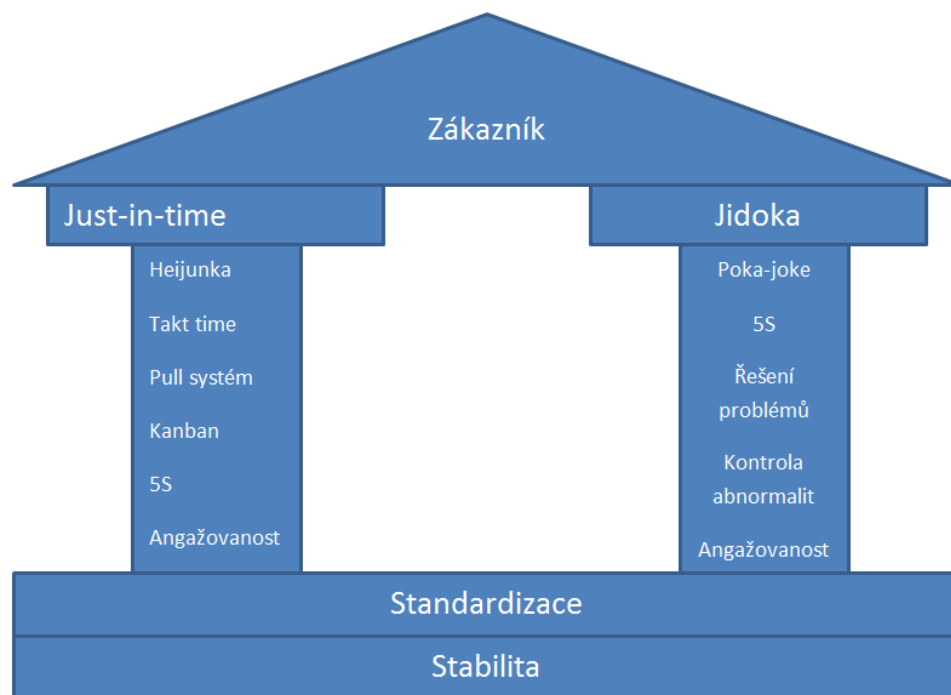 Zákazník
Just-in-time
Jidoka
Heijunka
Takt time
Pull systém
Kanban
5S
Angažovanost
Poka-joke
5S
Řešení
problémů
Kontrola
abnormalit
Angažovanost
Standardizace
Stabilita